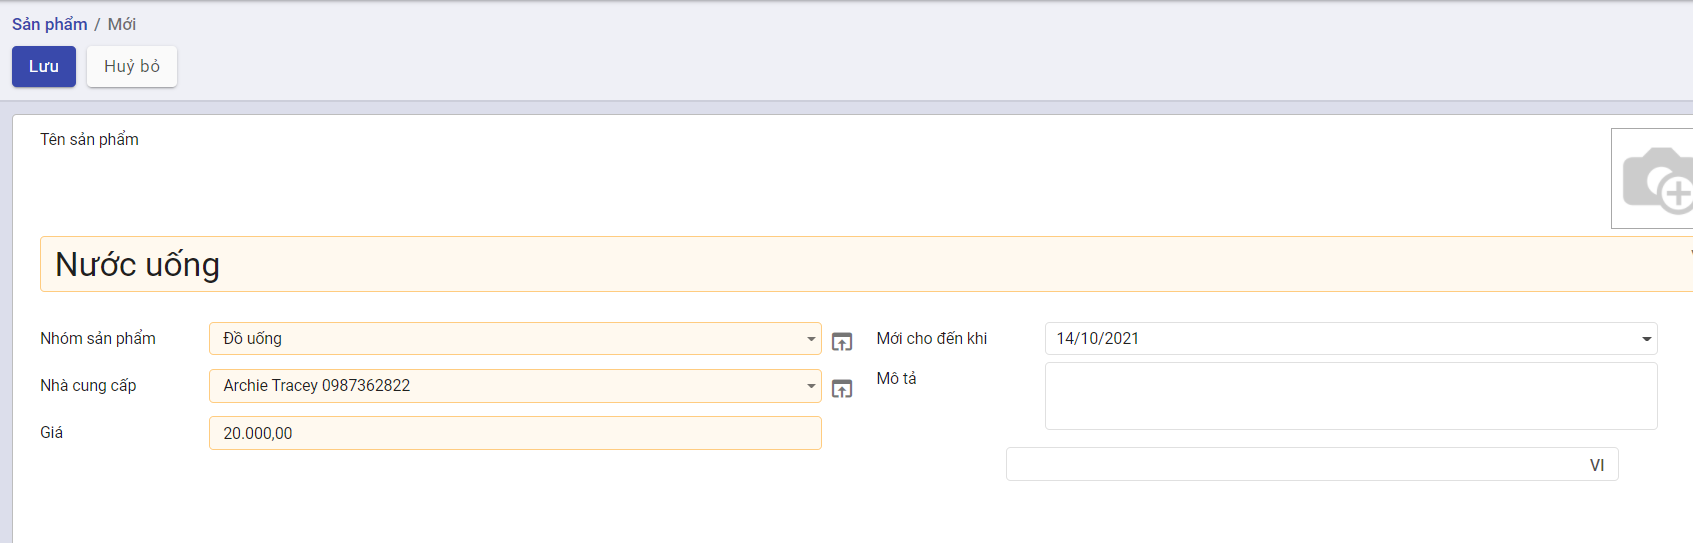 Sản phẩm / Mới
Lưu Huỷ bỏ
Tên sản phẩm
Nước uống
Nhóm sản phẩm Đồ uống
Nhà cung cấp Archie Tracey 0987362822
Giá 20.000,00
Mới cho đến khi 14/10/2021
Mô tả
VI